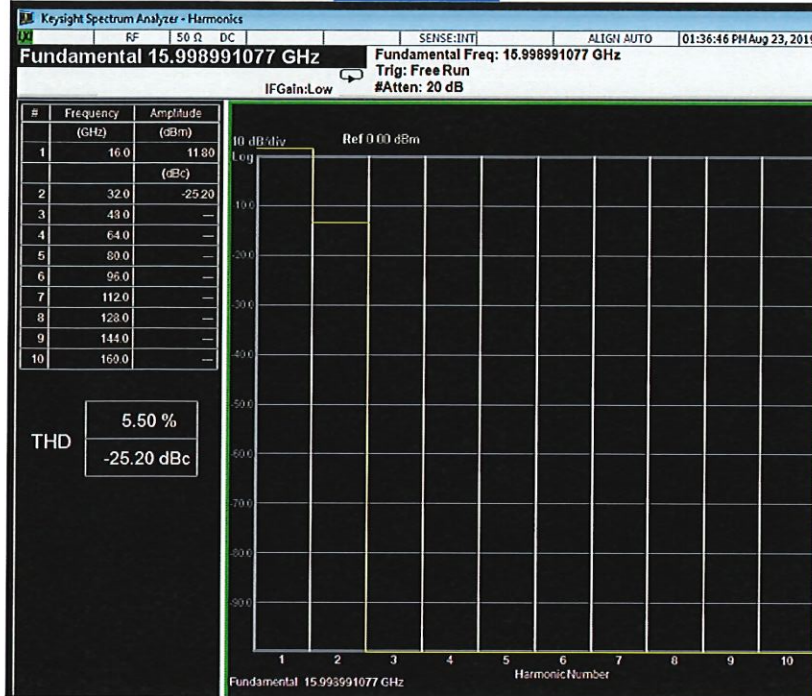 Keysight Spectrum Analyzer - Harmonics
RF 50 Ω DC SENSE:INT ALIGN AUTO 01:36:46 PM Aug 23, 2019
Fundamental 15.998991077 GHz
Fundamental Freq: 15.998991077 GHz
Trig: Free Run
IFGain:Low #Atten: 20 dB
# Frequency Amplitude
(GHz) (dBm)
1 16.0 11.80
(dBc)
2 32.0 -25.20
3 48.0 ---
4 64.0 ---
5 80.0 ---
6 96.0 ---
7 112.0 ---
8 128.0 ---
9 144.0 ---
10 160.0 ---
THD
5.50 %
-25.20 dBc
10 dB/div Ref 0.00 dBm
Log
-10.0
-20.0
-30.0
-40.0
-50.0
-60.0
-70.0
-80.0
-90.0
1 2 3 4 5 6 7 8 9 10
Harmonic Number
Fundamental 15.998991077 GHz